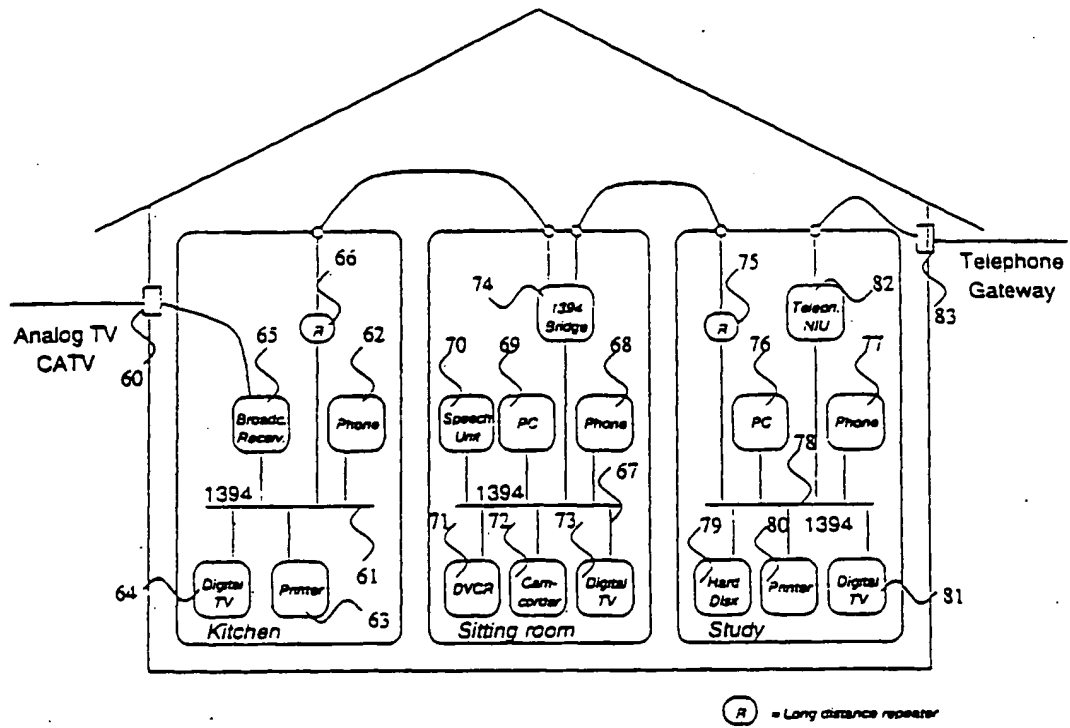 66
74
75
82
Telephone
Gateway
83
Analog TV
CATV
60
65
R
62
70
69
1394
Bridge
68
R
76
Teleph.
NIU
77
Broadc.
Receiv.
Phone
Speech
Unit
PC
Phone
PC
Phone
78
67
1394
1394
71
72
73
79
80
1394
64
Digital
TV
Printer
61
63
DVCR
Cam-
corder
Digital
TV
Hard
Disk
Printer
Digital
TV
81
Kitchen
Sitting room
Study
R = Long distance repeater